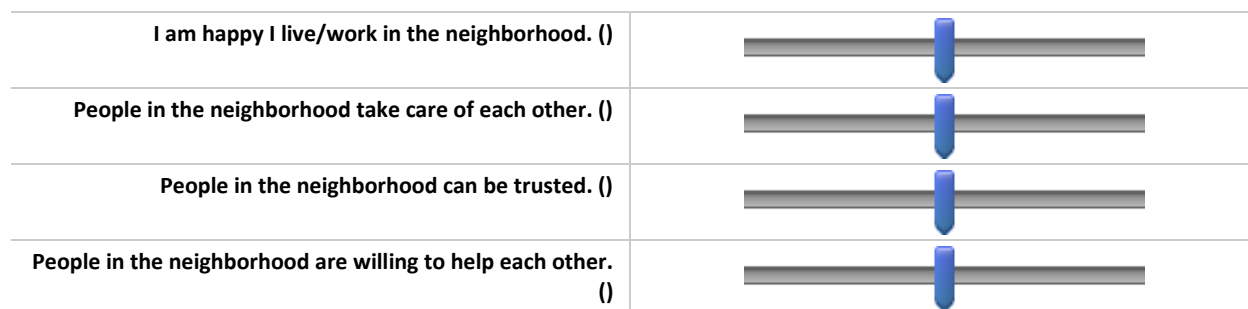 I am happy I live/work in the neighborhood. ()
People in the neighborhood take care of each other. ()
People in the neighborhood can be trusted. ()
People in the neighborhood are willing to help each other.
()